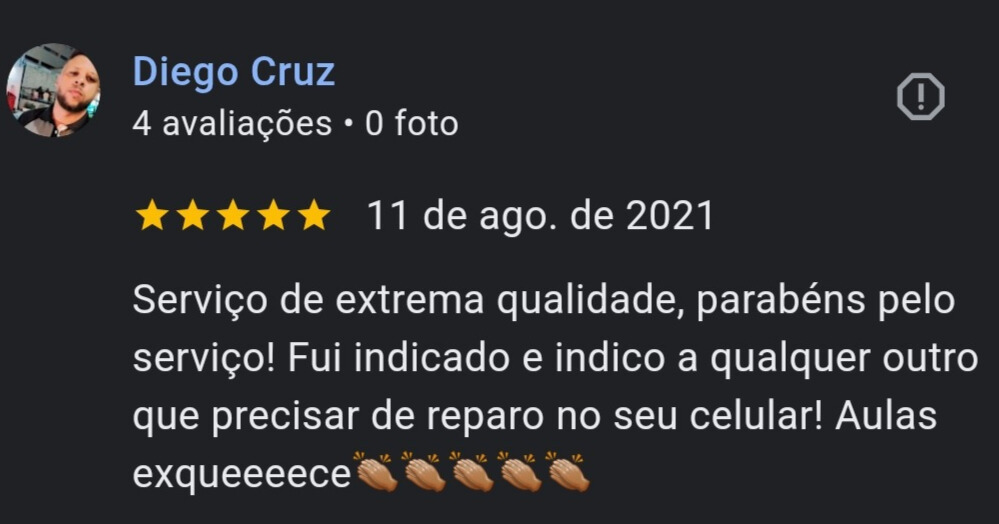 Diego Cruz
4 avaliações • 0 foto
11 de ago. de 2021
Serviço de extrema qualidade, parabéns pelo
serviço! Fui indicado e indico a qualquer outro
que precisar de reparo no seu celular! Aulas
exqueeeece👏🏽👏🏽👏🏽👏🏽👏🏽